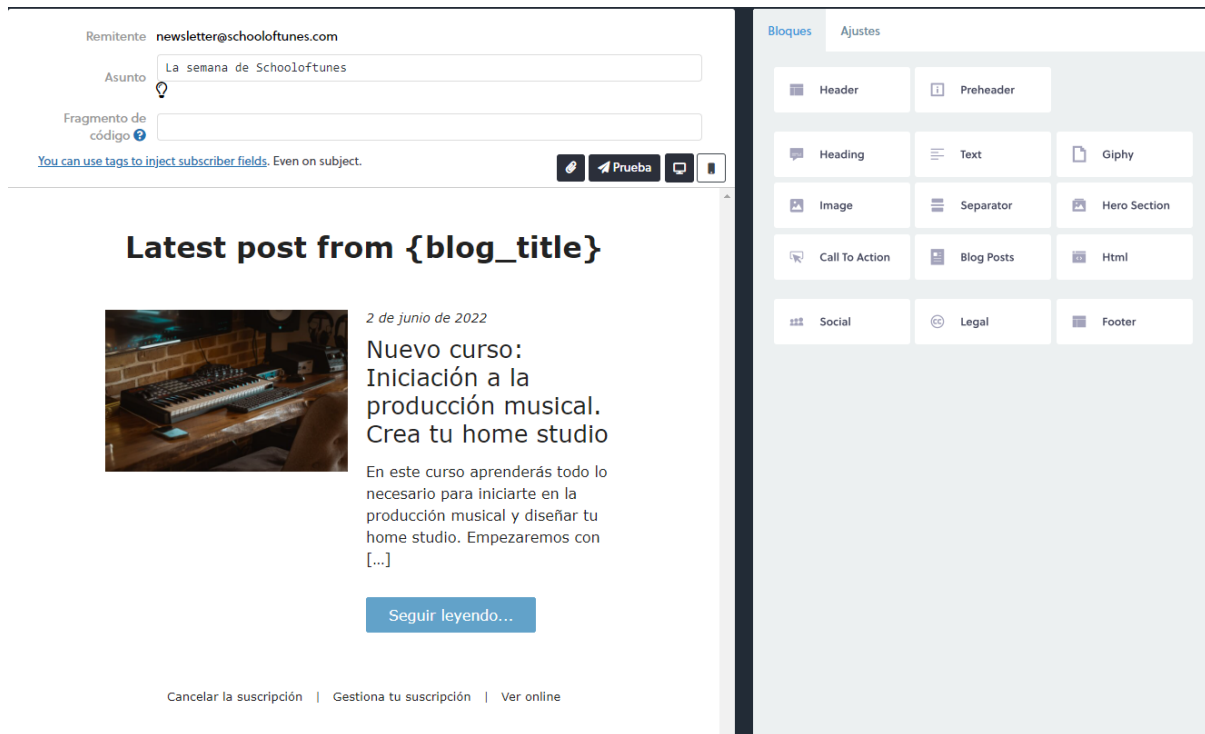 Remitente newsletter@schooloftunes.com
Asunto La semana de Schooloftunes
Fragmento de
código ?
You can use tags to inject subscriber fields. Even on subject.
Prueba
Latest post from {blog_title}
2 de junio de 2022
Nuevo curso:
Iniciación a la
producción musical.
Crea tu home studio
En este curso aprenderás todo lo
necesario para iniciarte en la
producción musical y diseñar tu
home studio. Empezaremos con
[...]
Seguir leyendo...
Cancelar la suscripción | Gestiona tu suscripción | Ver online
Bloques Ajustes
Header Preheader
Heading Text Giphy
Image Separator Hero Section
Call To Action Blog Posts Html
Social Legal Footer